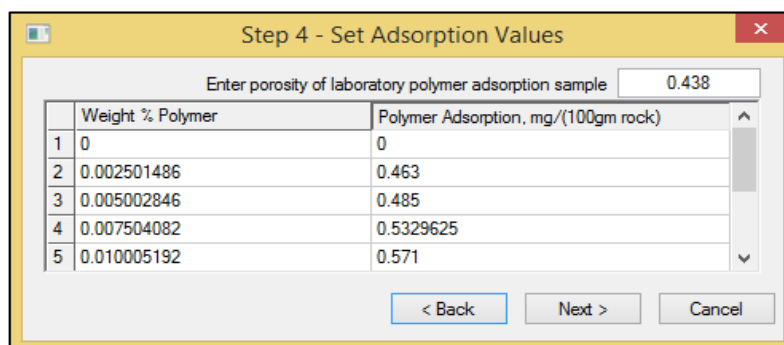 Step 4 - Set Adsorption Values
Enter porosity of laboratory polymer adsorption sample 0.438
Weight % Polymer Polymer Adsorption, mg/(100gm rock)
1 0 0
2 0.002501486 0.463
3 0.005002846 0.485
4 0.007504082 0.5329625
5 0.010005192 0.571
< Back Next > Cancel